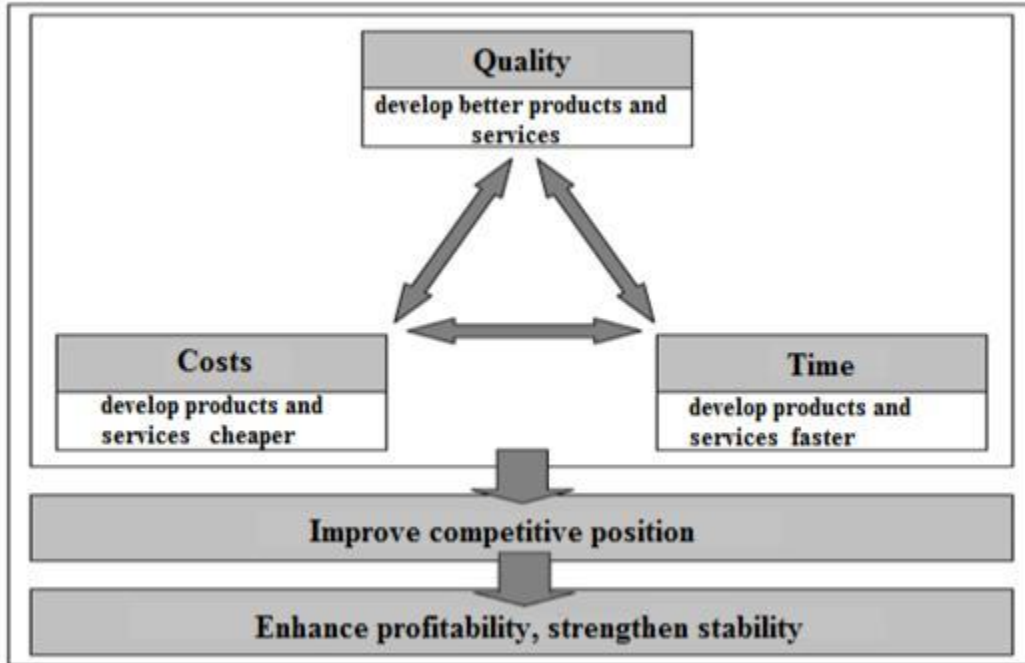 Quality
develop better products and
services
Costs
develop products and
services cheaper
Time
develop products and
services faster
Improve competitive position
Enhance profitability, strengthen stability